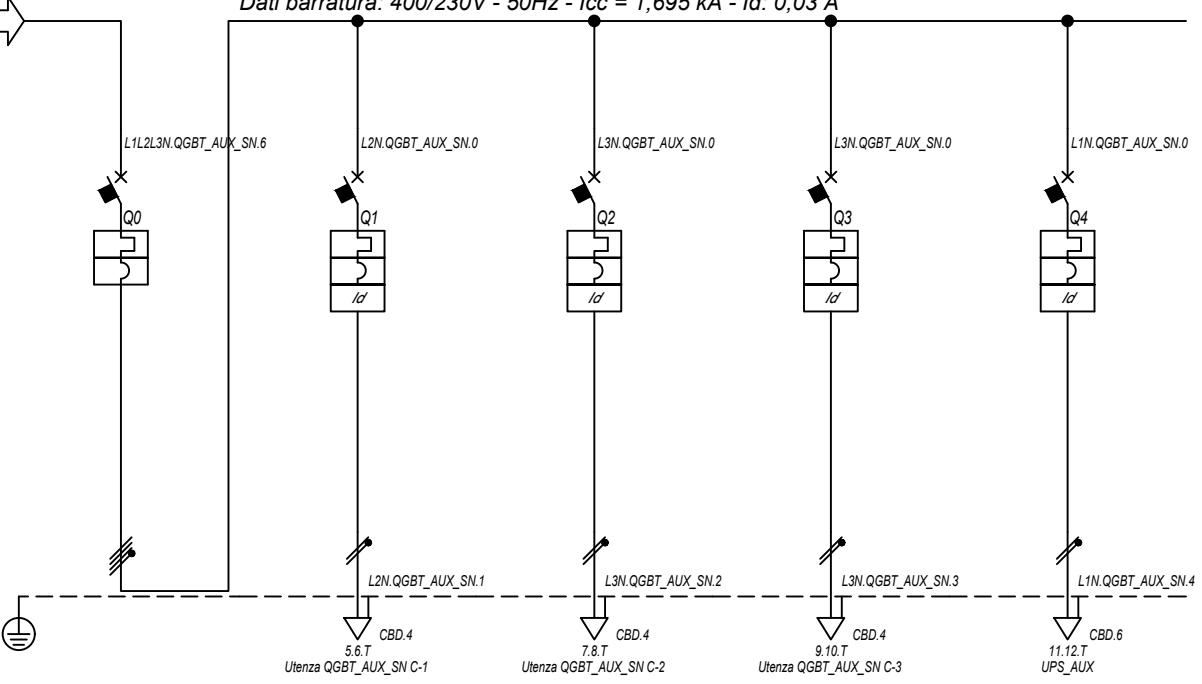 Dati barratura: 400/230V - 50Hz - Icc = 1,695 kA - Id: 0,03 A
L1L2L3N.QGBT_AUX_SN.6
L2N.QGBT_AUX_SN.0
L3N.QGBT_AUX_SN.0
L3N.QGBT_AUX_SN.0
L1N.QGBT_AUX_SN.0
Q0
Q1
Q2
Q3
Q4
Id
Id
Id
Id
L2N.QGBT_AUX_SN.1
L3N.QGBT_AUX_SN.2
L3N.QGBT_AUX_SN.3
L1N.QGBT_AUX_SN.4
CBD.4
CBD.4
CBD.4
CBD.6
5.6.T
7.8.T
9.10.T
11.12.T
Utenza QGBT_AUX_SN C-1
Utenza QGBT_AUX_SN C-2
Utenza QGBT_AUX_SN C-3
UPS_AUX